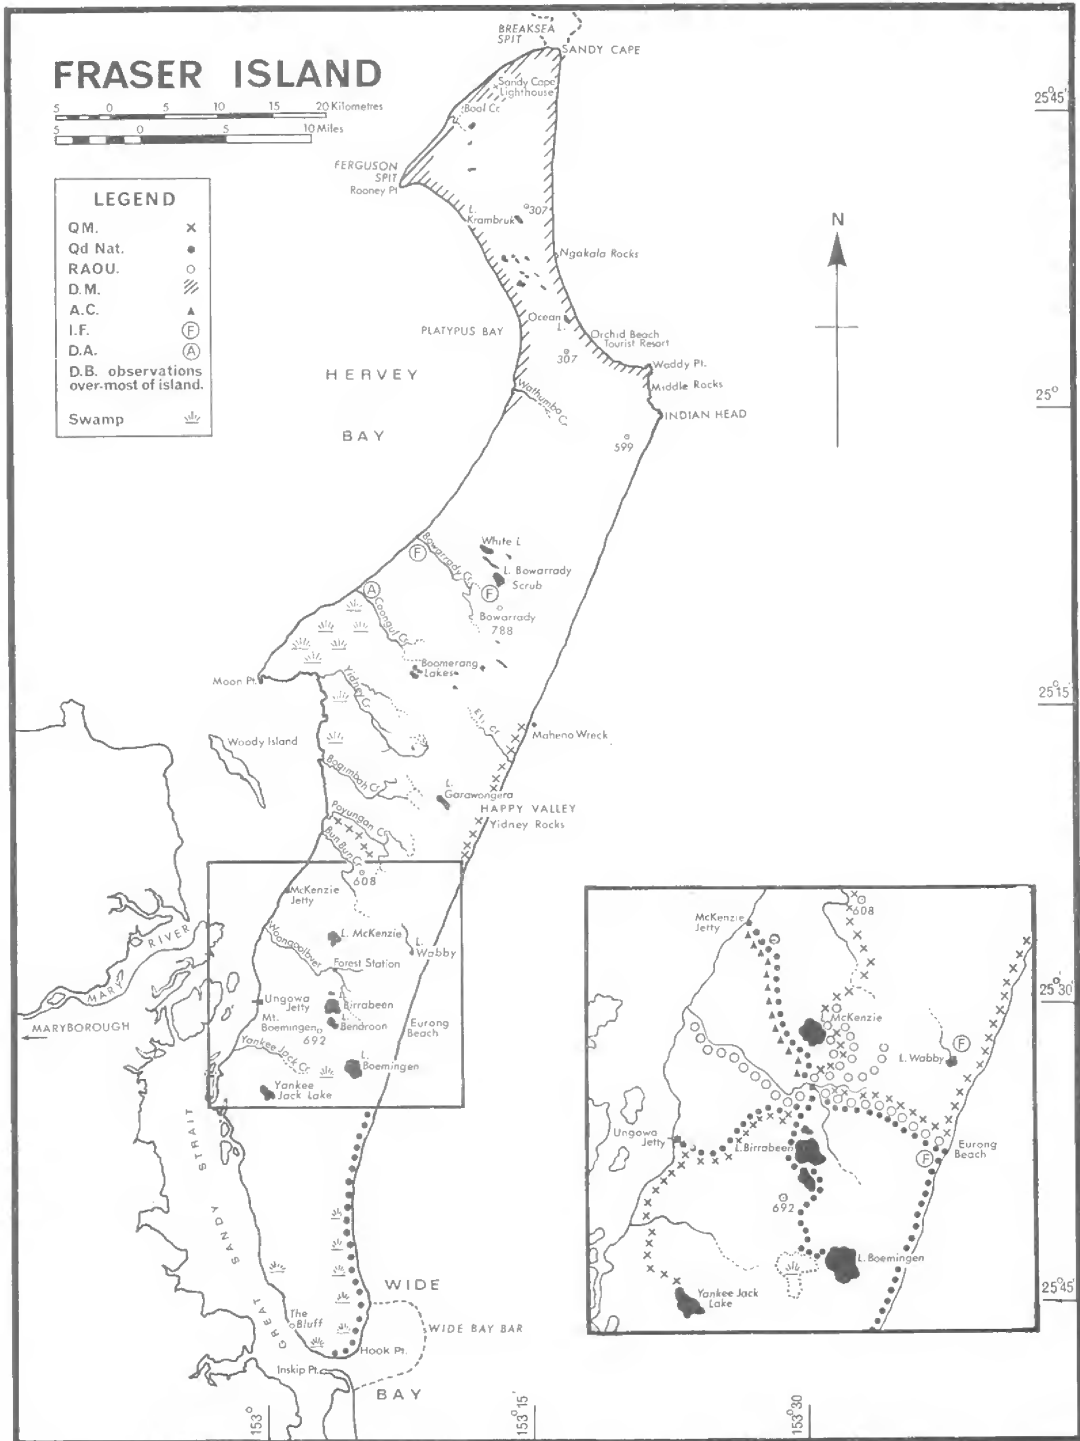 BREAKSEA
SPIT
SANDY CAPE
FRASER ISLAND
5 0 5 10 15 20 Kilometres
5 0 5 10 Miles
Sandy Cape
Lighthouse
Bool Cr.
25°45'
FERGUSON
SPIT
Rooney Pt
LEGEND
Q.M. ×
Qd Nat. ●
RAOU. ○
D.M.
A.C. ▲
I.F. Ⓕ
D.A. Ⓐ
D.B. observations
over most of island.
Swamp
L.
Krambruk
307
N
Ngakala Rocks
Ocean
L.
PLATYPUS BAY
Orchid Beach
Tourist Resort
307
Waddy Pt.
Middle Rocks
HERVEY
BAY
Wathumba Cr
INDIAN HEAD
25°
599
White L
Bowarrady Cr.
L. Bowarrady
Scrub
Ⓕ
Ⓕ
Ⓐ
Bowarrady
788
Coongul Cr
Boomerang
Lakes
Moon Pt.
Yidney Cr
25°15'
Eli Cr
Maheno Wreck
Woody Island
Bogimbah Cr
L.
Garawongera
HAPPY VALLEY
Yidney Rocks
Poyungan Cr
Bun Bun Cr
608
McKenzie
Jetty
L. McKenzie
L.
Wabby
Woongoolbver
Forest Station
MARY RIVER
Ungowa
Jetty
L.
Birrabeen
L.
Bendroon
Mt.
Boemingen
692
Eurong
Beach
MARYBOROUGH
Yankee Jack Cr
L.
Boemingen
Yankee
Jack Lake
McKenzie
Jetty
608
25°30'
L. McKenzie
Ⓕ
L. Wabby
Ungowa
Jetty
L. Birrabeen
Eurong
Beach
Ⓕ
692
L. Boemingen
Yankee Jack
Lake
25°45'
GREAT SANDY STRAIT
WIDE
The
Bluff
WIDE BAY BAR
Hook Pt.
Inskip Pt.
BAY
153°
153°15'
153°30'